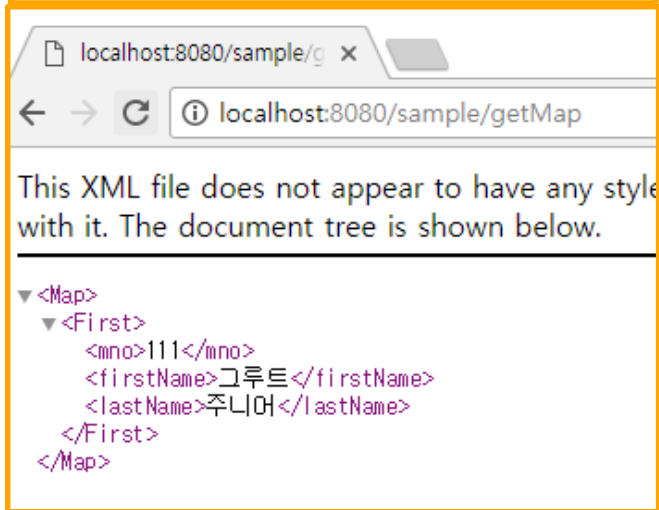 localhost:8080/sample/g
localhost:8080/sample/getMap
This XML file does not appear to have any style
with it. The document tree is shown below.
<Map>
<First>
<mno>111</mno>
<firstName>그루트</firstName>
<lastName>주니어</lastName>
</First>
</Map>